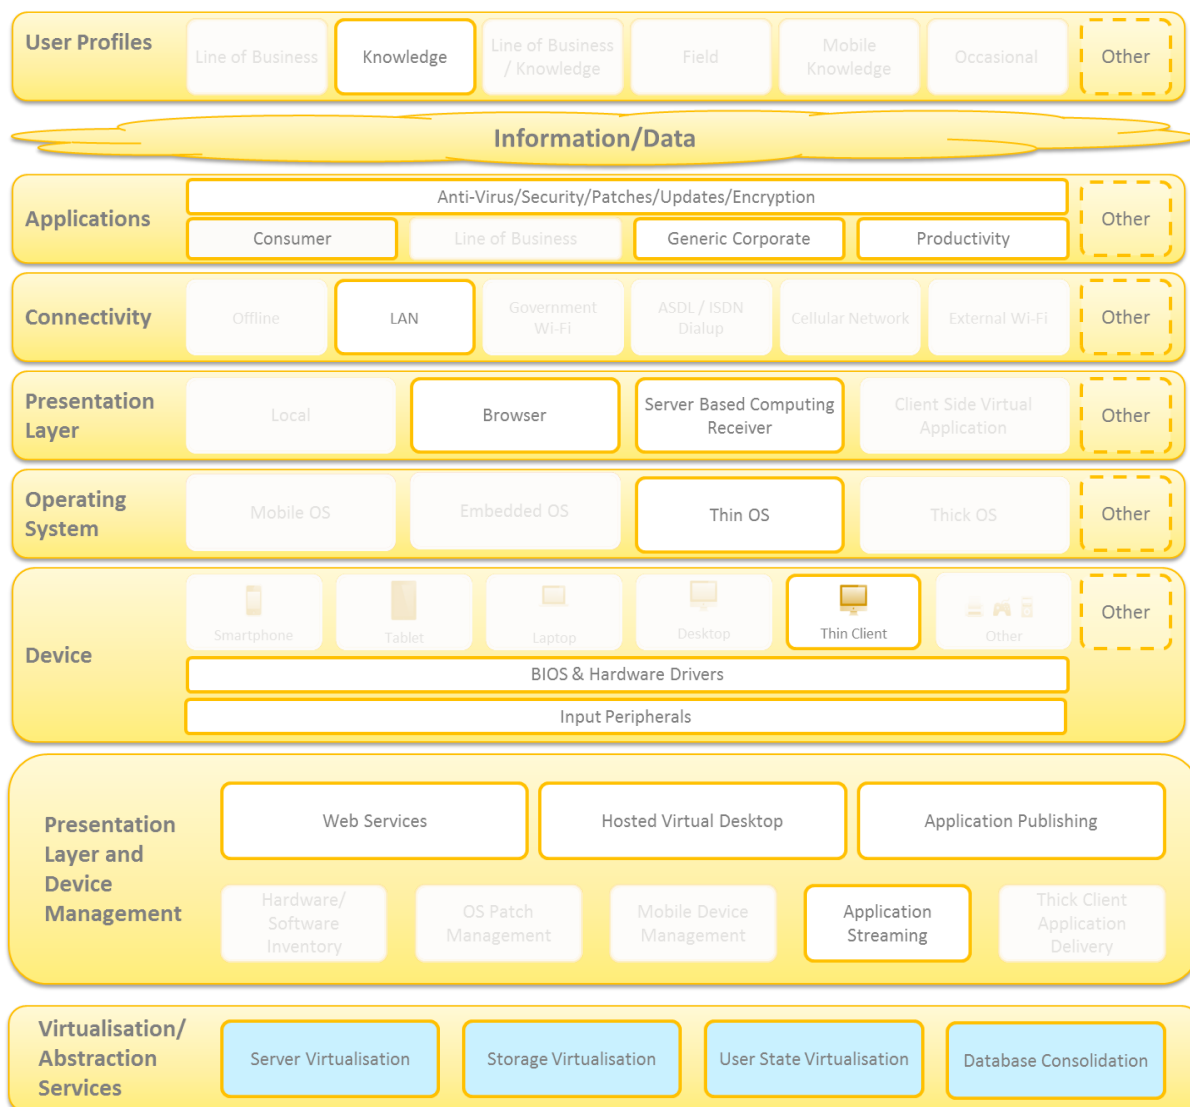 User Profiles
Line of Business
Knowledge
Line of Business
/ Knowledge
Field
Mobile
Knowledge
Occasional
Other
Information/Data
Applications
Anti-Virus/Security/Patches/Updates/Encryption
Consumer
Line of Business
Generic Corporate
Productivity
Other
Connectivity
Offline
LAN
Government
Wi-Fi
ASDL / ISDN
Dialup
Cellular Network
External Wi-Fi
Other
Presentation
Layer
Local
Browser
Server Based Computing
Receiver
Client Side Virtual
Application
Other
Operating
System
Mobile OS
Embedded OS
Thin OS
Thick OS
Other
Device
Smartphone
Tablet
Laptop
Desktop
Thin Client
Other
Other
BIOS & Hardware Drivers
Input Peripherals
Presentation
Layer and
Device
Management
Web Services
Hosted Virtual Desktop
Application Publishing
Hardware/
Software
Inventory
OS Patch
Management
Mobile Device
Management
Application
Streaming
Thick Client
Application
Delivery
Virtualisation/
Abstraction
Services
Server Virtualisation
Storage Virtualisation
User State Virtualisation
Database Consolidation